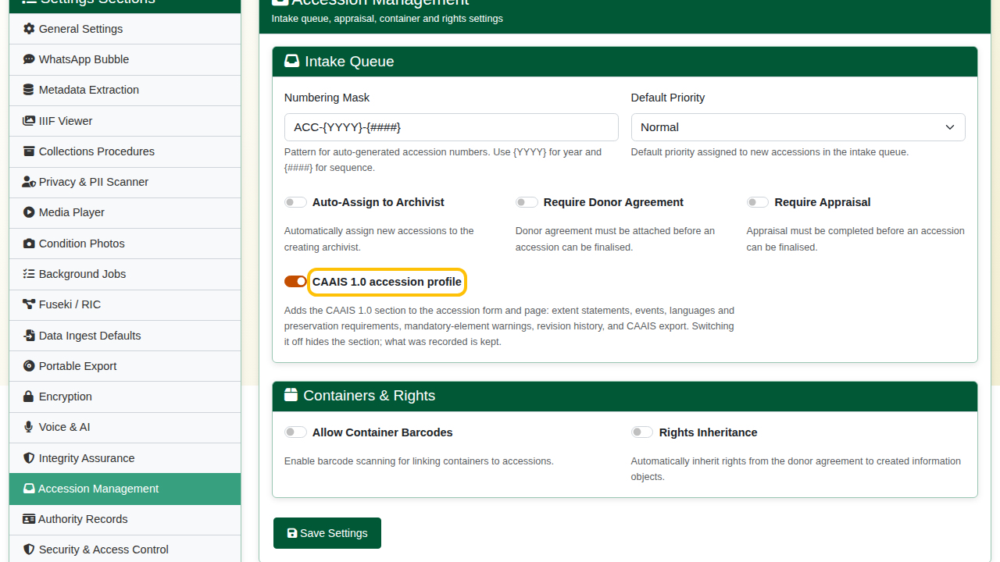 Settings Sections
General Settings
WhatsApp Bubble
Metadata Extraction
IIIF Viewer
Collections Procedures
Privacy & PII Scanner
Media Player
Condition Photos
Background Jobs
Fuseki / RIC
Data Ingest Defaults
Portable Export
Encryption
Voice & AI
Integrity Assurance
Accession Management
Authority Records
Security & Access Control
Accession Management
Intake queue, appraisal, container and rights settings
Intake Queue
Numbering Mask
ACC-{YYYY}-{####}
Pattern for auto-generated accession numbers. Use {YYYY} for year and
{####} for sequence.
Default Priority
Normal
Default priority assigned to new accessions in the intake queue.
Auto-Assign to Archivist
Automatically assign new accessions to the
creating archivist.
Require Donor Agreement
Donor agreement must be attached before an
accession can be finalised.
Require Appraisal
Appraisal must be completed before an accession
can be finalised.
CAAIS 1.0 accession profile
Adds the CAAIS 1.0 section to the accession form and page: extent statements, events, languages and
preservation requirements, mandatory-element warnings, revision history, and CAAIS export. Switching
it off hides the section; what was recorded is kept.
Containers & Rights
Allow Container Barcodes
Enable barcode scanning for linking containers to accessions.
Rights Inheritance
Automatically inherit rights from the donor agreement to created information
objects.
Save Settings